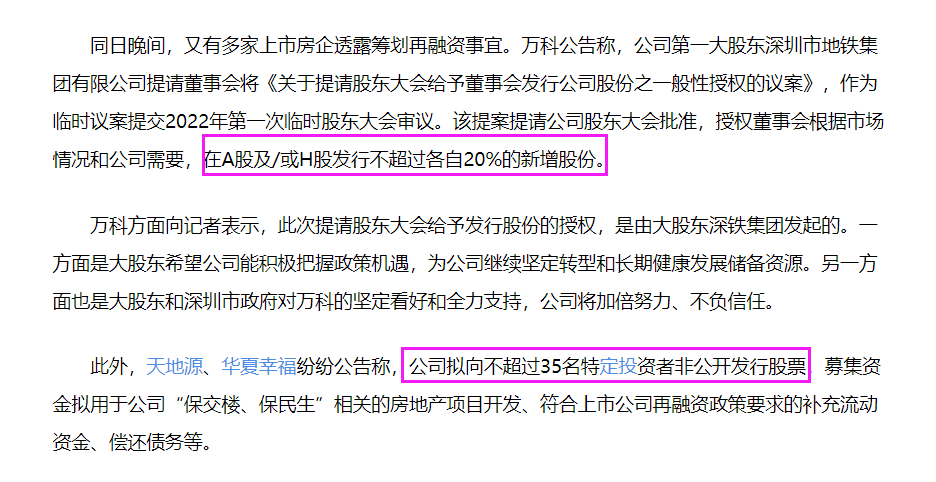 同日晚间，又有多家上市房企透露筹划再融资事宜。万科公告称，公司第一大股东深圳市地铁集
团有限公司提请董事会将《关于提请股东大会给予董事会发行公司股份之一般性授权的议案》，作为
临时议案提交2022年第一次临时股东大会审议。该提案提请公司股东大会批准，授权董事会根据市场
情况和公司需要，在A股及/或H股发行不超过各自20%的新增股份。
万科方面向记者表示，此次提请股东大会给予发行股份的授权，是由大股东深铁集团发起的。一
方面是大股东希望公司能积极把握政策机遇，为公司继续坚定转型和长期健康发展储备资源。另一方
面也是大股东和深圳市政府对万科的坚定看好和全力支持，公司将加倍努力、不负信任。
此外，天地源、华夏幸福纷纷公告称，公司拟向不超过35名特定投资者非公开发行股票 募集资
金拟用于公司“保交楼、保民生”相关的房地产项目开发、符合上市公司再融资政策要求的补充流动
资金、偿还债务等。